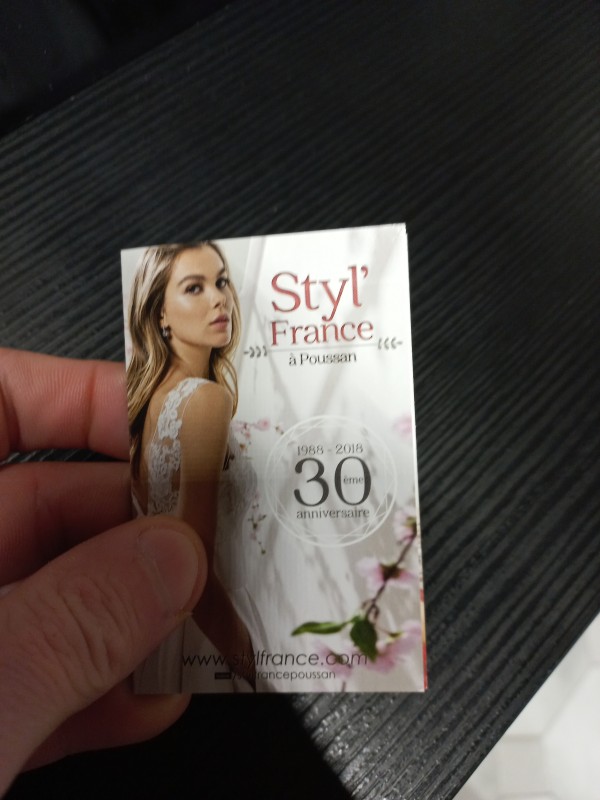 Styl'
France
à Poussan
1988 - 2018
30ème
anniversaire
www.stylfrance.com